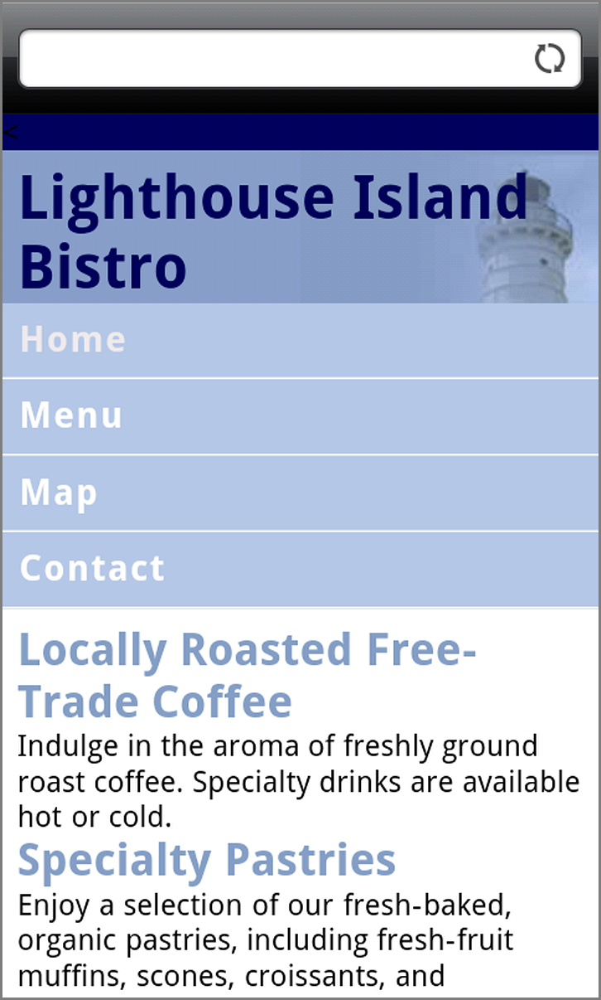 <
Lighthouse Island
Bistro
Home
Menu
Map
Contact
Locally Roasted Free-
Trade Coffee
Indulge in the aroma of freshly ground
roast coffee. Specialty drinks are available
hot or cold.
Specialty Pastries
Enjoy a selection of our fresh-baked,
organic pastries, including fresh-fruit
muffins, scones, croissants, and